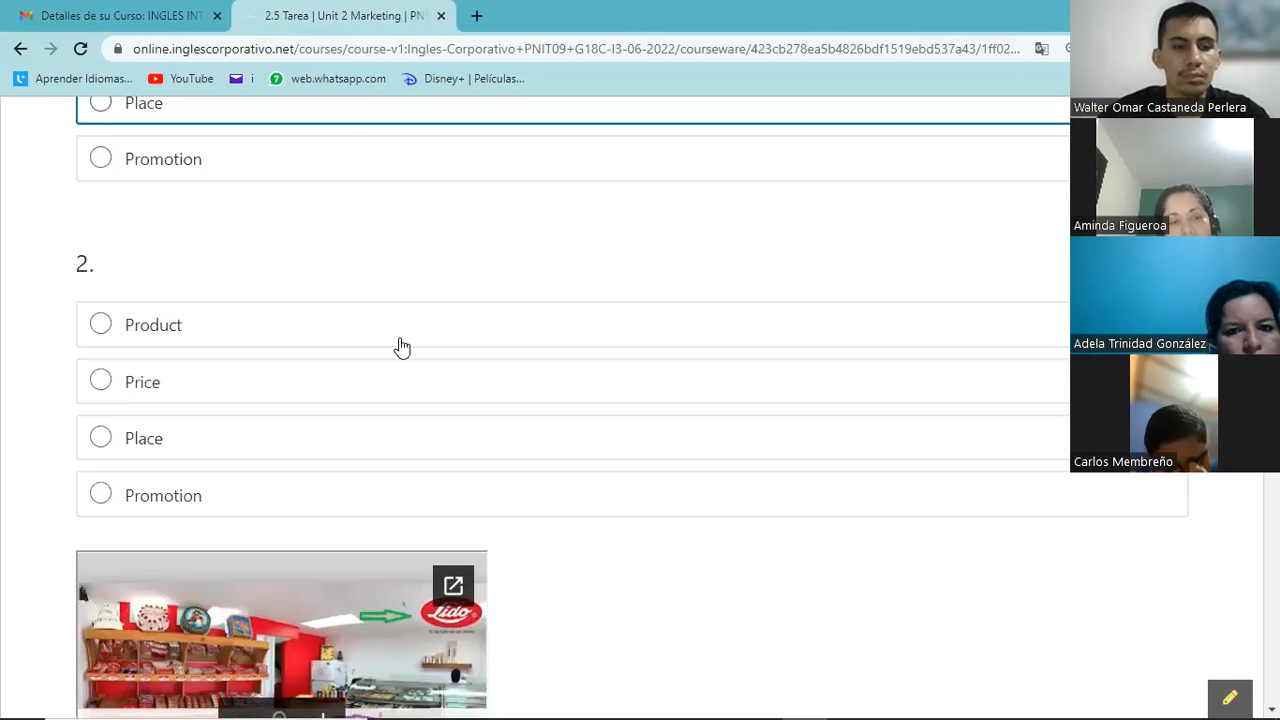 Detalles de su Curso: INGLES INT
2.5 Tarea | Unit 2 Marketing | PN
online.inglescorporativo.net/courses/course-v1:Ingles-Corporativo+PNIT09+G18C-I3-06-2022/courseware/423cb278ea5b4826bdf1519ebd537a43/1ff02...
Aprender Idiomas...
YouTube
i
web.whatsapp.com
Disney+ | Películas...
Place
Promotion
2.
Product
Price
Place
Promotion
Lido
Walter Omar Castaneda Perlera
Aminda Figueroa
Adela Trinidad González
Carlos Membreño